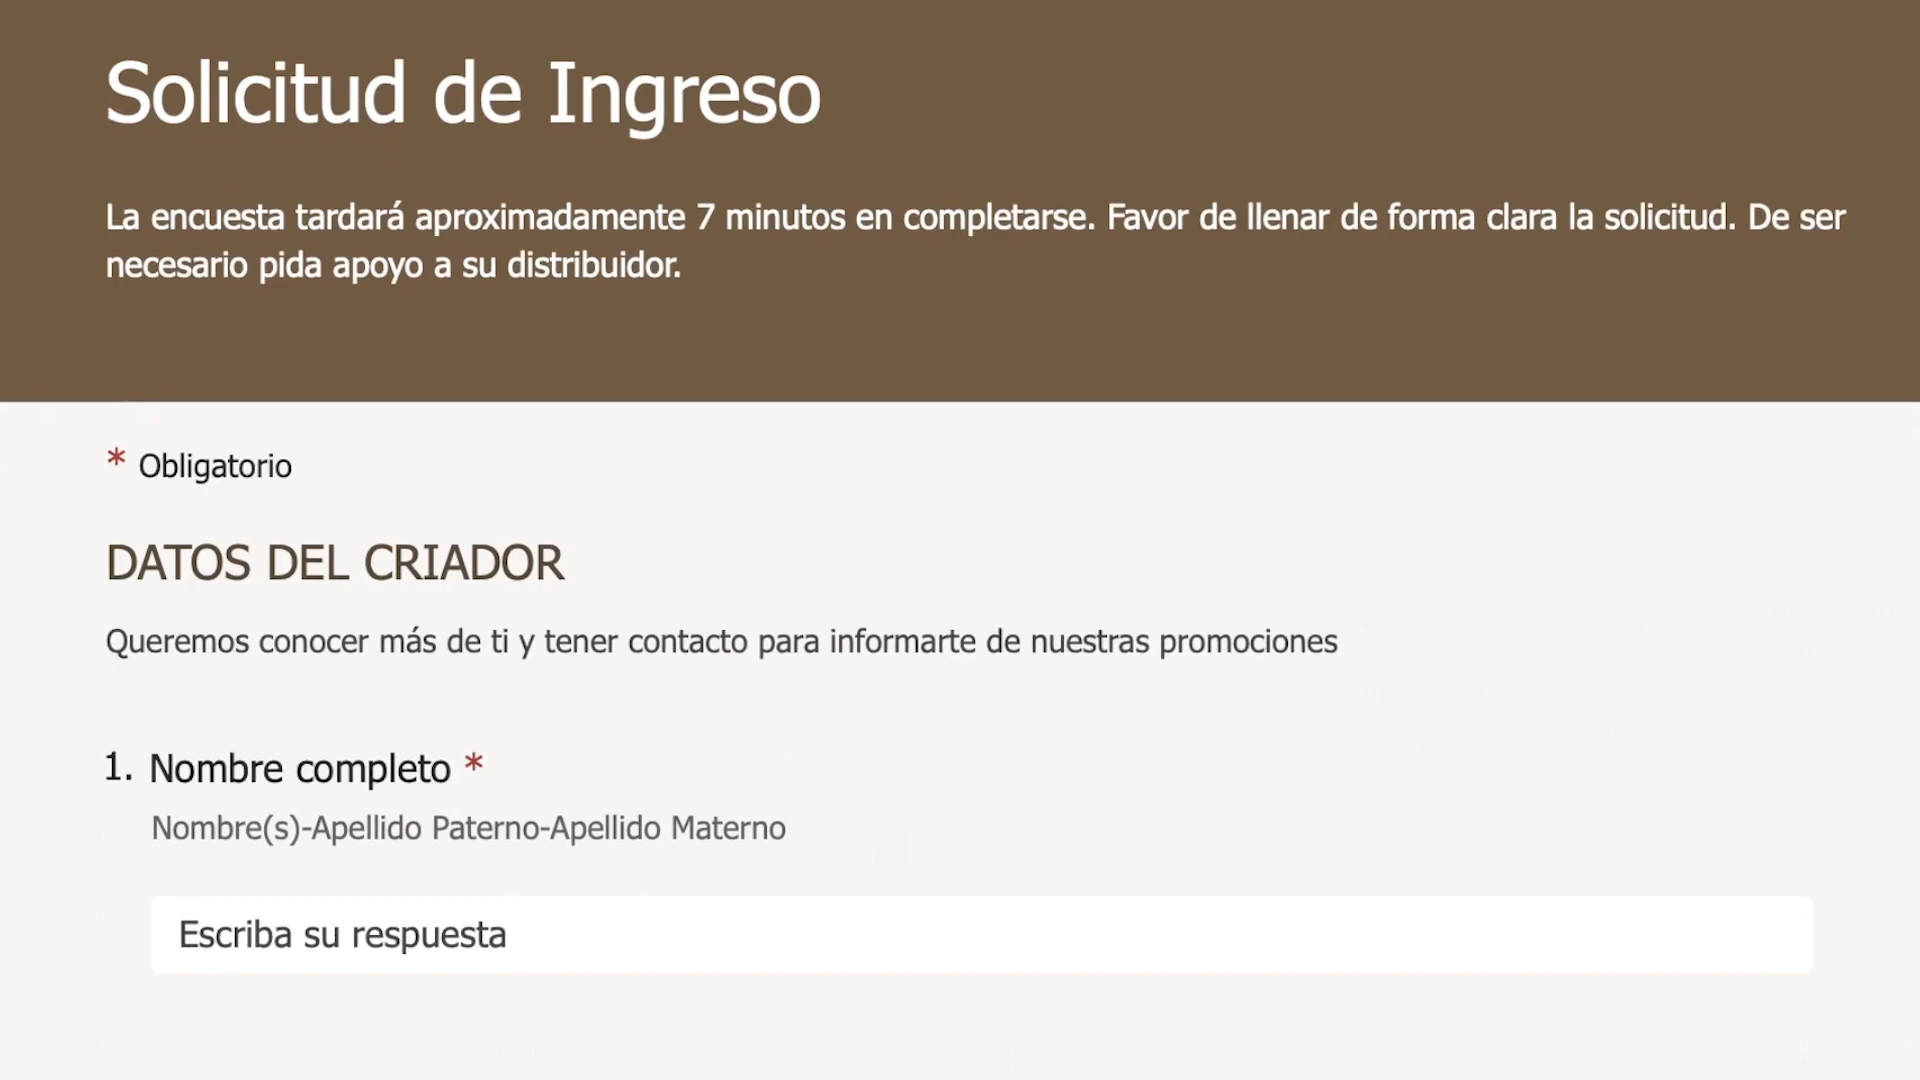 Solicitud de Ingreso
La encuesta tardará aproximadamente 7 minutos en completarse. Favor de llenar de forma clara la solicitud. De ser
necesario pida apoyo a su distribuidor.
* Obligatorio
DATOS DEL CRIADOR
Queremos conocer más de ti y tener contacto para informarte de nuestras promociones
1. Nombre completo *
Nombre(s)-Apellido Paterno-Apellido Materno
Escriba su respuesta